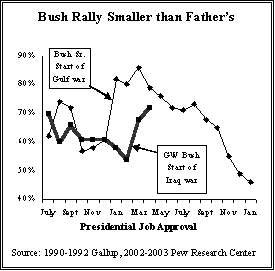 Bush Rally Smaller than Father's
90%
80%
70%
60%
50%
40%
Bush Sr.
Start of
Gulf war
GW Bush
Start of
Iraq war
July Sept Nov Jan Mar May July Sept Nov Jan
Presidential Job Approval
Source: 1990-1992 Gallup, 2002-2003 Pew Research Center